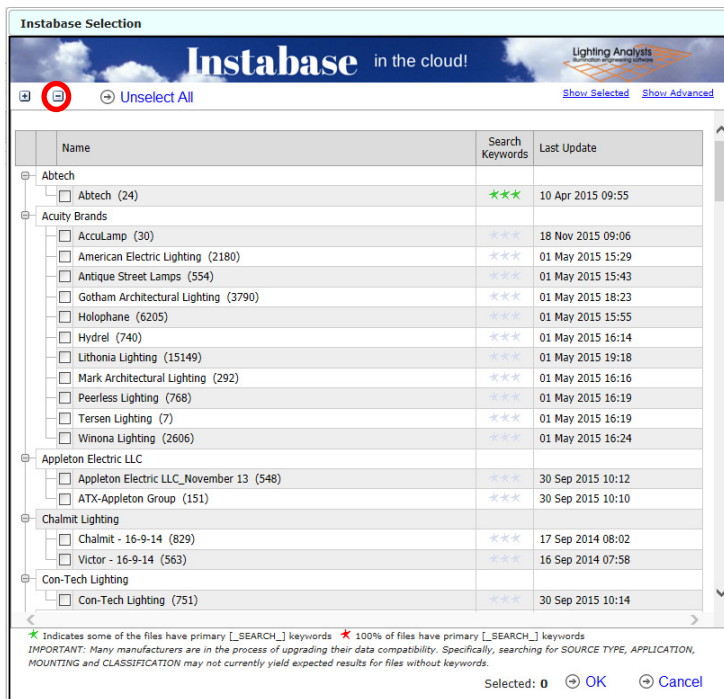 Instabase Selection
Instabase in the cloud!
Lighting Analysts
illumination engineering software
Unselect All
Show Selected Show Advanced
Name Search Keywords Last Update
Abtech
Abtech (24) 10 Apr 2015 09:55
Acuity Brands
AccuLamp (30) 18 Nov 2015 09:06
American Electric Lighting (2180) 01 May 2015 15:29
Antique Street Lamps (554) 01 May 2015 15:43
Gotham Architectural Lighting (3790) 01 May 2015 18:23
Holophane (6205) 01 May 2015 15:55
Hydrel (740) 01 May 2015 16:14
Lithonia Lighting (15149) 01 May 2015 19:18
Mark Architectural Lighting (292) 01 May 2015 16:16
Peerless Lighting (768) 01 May 2015 16:19
Tersen Lighting (7) 01 May 2015 16:19
Winona Lighting (2606) 01 May 2015 16:24
Appleton Electric LLC
Appleton Electric LLC_November 13 (548) 30 Sep 2015 10:12
ATX-Appleton Group (151) 30 Sep 2015 10:10
Chalmit Lighting
Chalmit - 16-9-14 (829) 17 Sep 2014 08:02
Victor - 16-9-14 (563) 16 Sep 2014 07:58
Con-Tech Lighting
Con-Tech Lighting (751) 30 Sep 2015 10:14
Indicates some of the files have primary [_SEARCH_] keywords 100% of files have primary [_SEARCH_] keywords
IMPORTANT: Many manufacturers are in the process of upgrading their data compatibility. Specifically, searching for SOURCE TYPE, APPLICATION,
MOUNTING and CLASSIFICATION may not currently yield expected results for files without keywords.
Selected: 0 OK Cancel